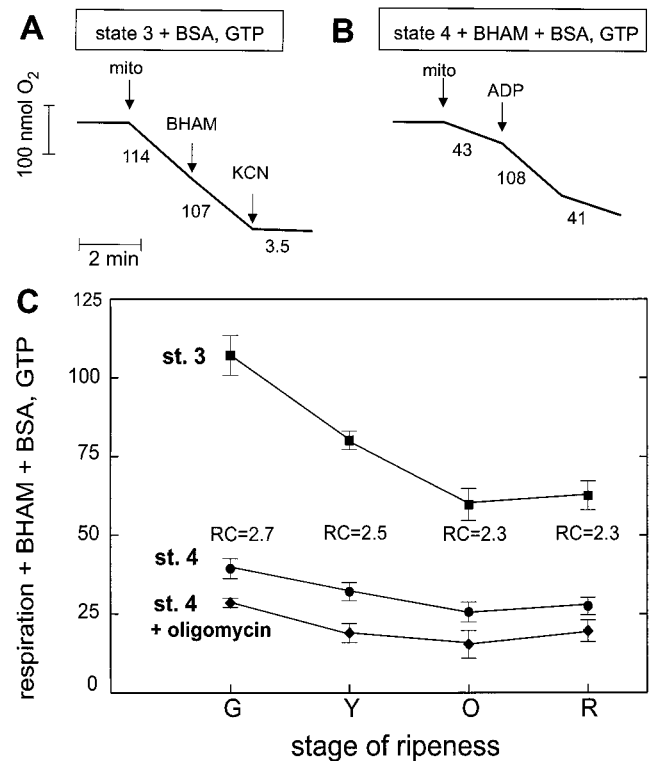 A
state 3 + BSA, GTP
B
state 4 + BHAM + BSA, GTP
100 nmol O₂
mito
BHAM
KCN
114
107
3.5
2 min
mito
ADP
43
108
41
C
respiration + BHAM + BSA, GTP
125
100
75
50
25
0
st. 3
RC=2.7
RC=2.5
RC=2.3
RC=2.3
st. 4
st. 4
+ oligomycin
G
Y
O
R
stage of ripeness